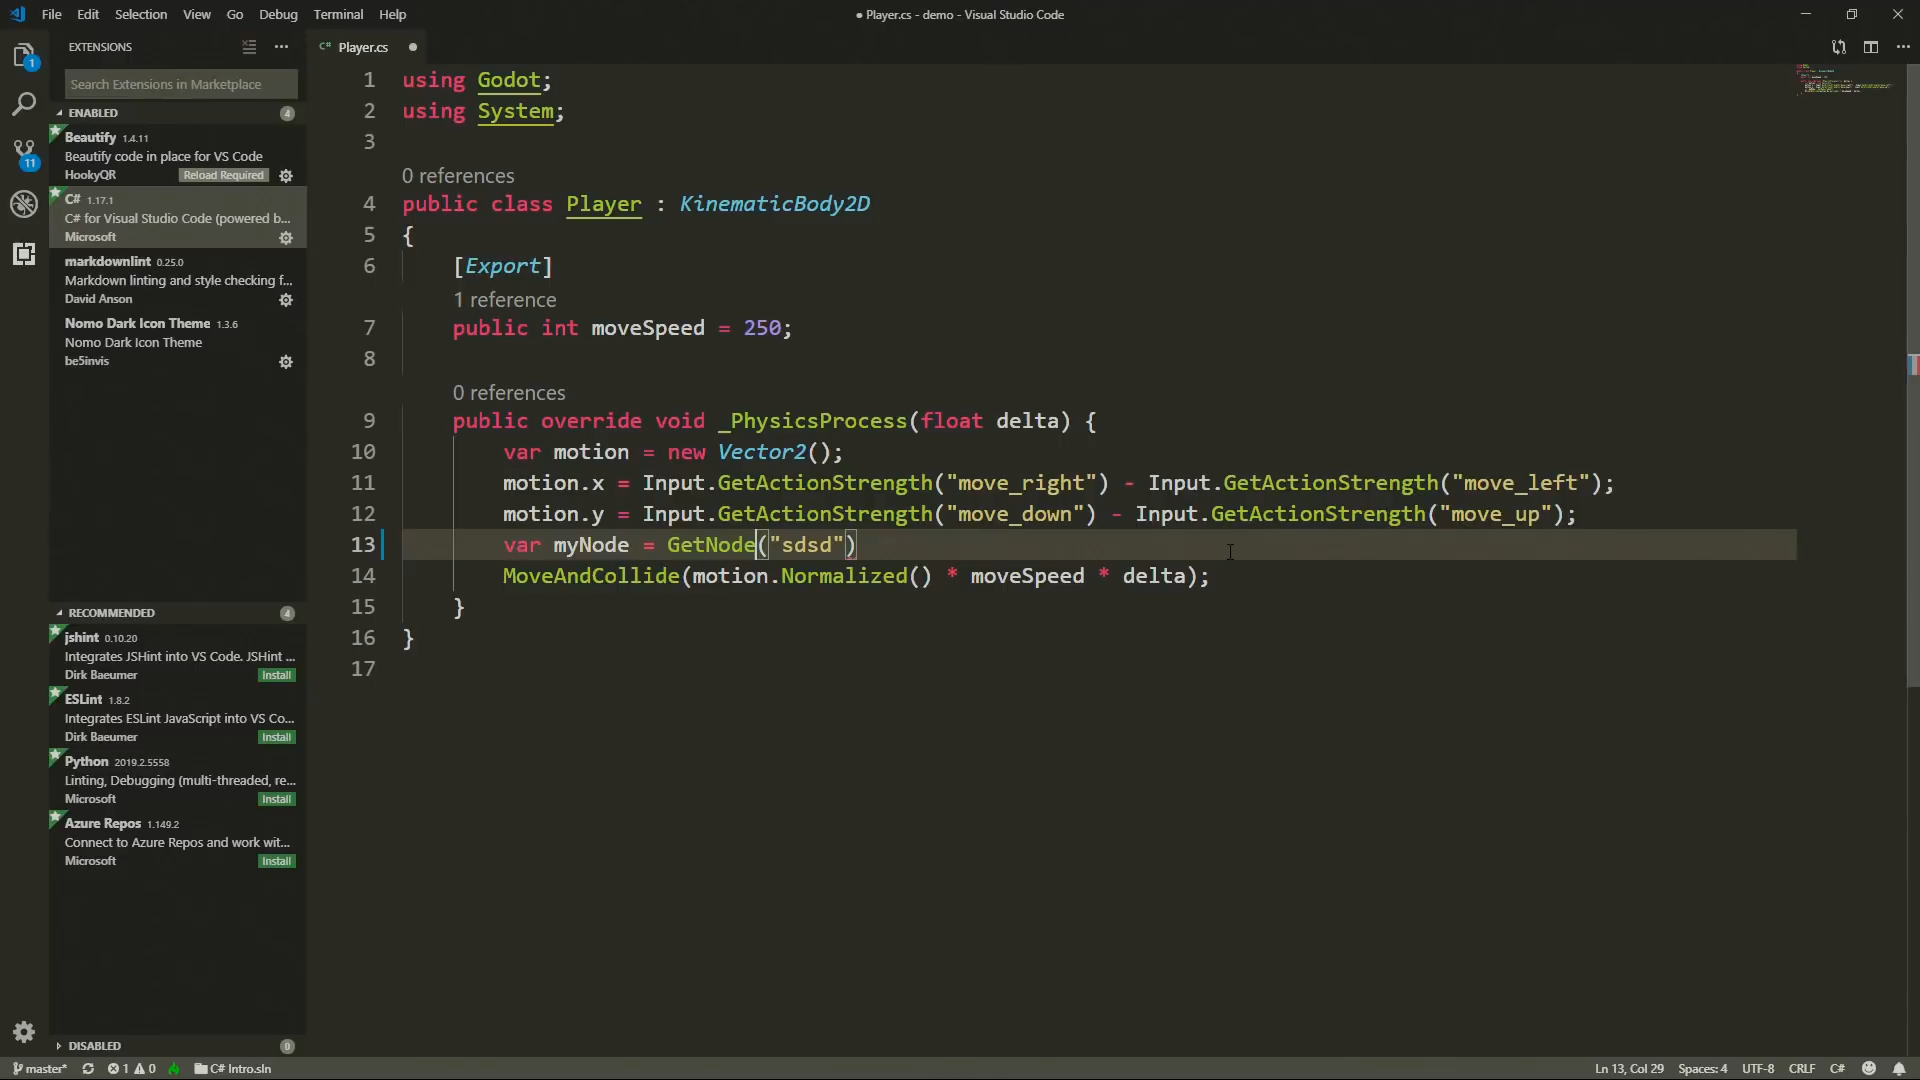 File Edit Selection View Go Debug Terminal Help
● Player.cs - demo - Visual Studio Code
EXTENSIONS
C# Player.cs ●
1
11
Search Extensions in Marketplace
ENABLED 4
Beautify 1.4.11
Beautify code in place for VS Code
HookyQR Reload Required
C# 1.17.1
C# for Visual Studio Code (powered b...
Microsoft
markdownlint 0.25.0
Markdown linting and style checking f...
David Anson
Nomo Dark Icon Theme 1.3.6
Nomo Dark Icon Theme
be5invis
RECOMMENDED 4
jshint 0.10.20
Integrates JSHint into VS Code. JSHint ...
Dirk Baeumer Install
ESLint 1.8.2
Integrates ESLint JavaScript into VS Co...
Dirk Baeumer Install
Python 2019.2.5558
Linting, Debugging (multi-threaded, re...
Microsoft Install
Azure Repos 1.149.2
Connect to Azure Repos and work wit...
Microsoft Install
DISABLED 0
1 using Godot;
2 using System;
3
0 references
4 public class Player : KinematicBody2D
5 {
6 [Export]
1 reference
7 public int moveSpeed = 250;
8
0 references
9 public override void _PhysicsProcess(float delta) {
10 var motion = new Vector2();
11 motion.x = Input.GetActionStrength("move_right") - Input.GetActionStrength("move_left");
12 motion.y = Input.GetActionStrength("move_down") - Input.GetActionStrength("move_up");
13 var myNode = GetNode("sdsd")
14 MoveAndCollide(motion.Normalized() * moveSpeed * delta);
15 }
16 }
17
master* 1 0 C# Intro.sln Ln 13, Col 29 Spaces: 4 UTF-8 CRLF C#